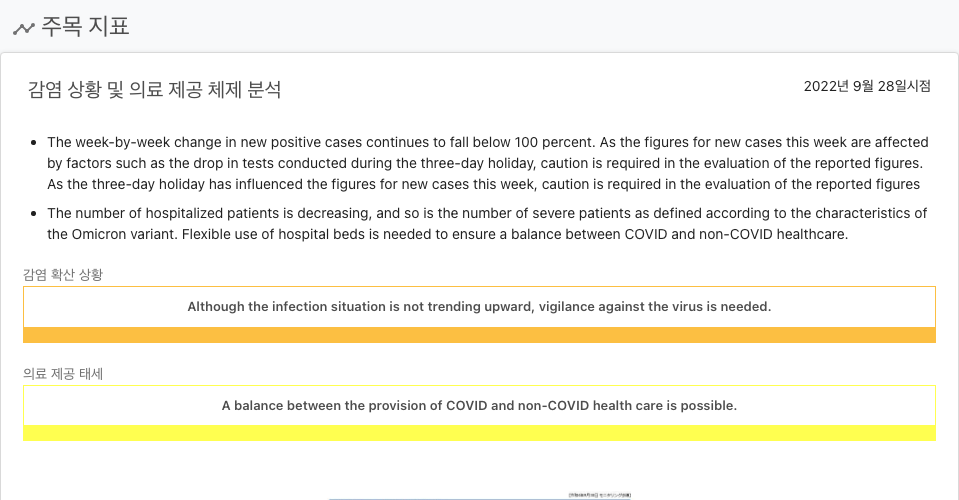 주목 지표
감염 상황 및 의료 제공 체제 분석
2022년 9월 28일시점
The week-by-week change in new positive cases continues to fall below 100 percent. As the figures for new cases this week are affected
by factors such as the drop in tests conducted during the three-day holiday, caution is required in the evaluation of the reported figures.
As the three-day holiday has influenced the figures for new cases this week, caution is required in the evaluation of the reported figures
The number of hospitalized patients is decreasing, and so is the number of severe patients as defined according to the characteristics of
the Omicron variant. Flexible use of hospital beds is needed to ensure a balance between COVID and non-COVID healthcare.
감염 확산 상황
Although the infection situation is not trending upward, vigilance against the virus is needed.
의료 제공 태세
A balance between the provision of COVID and non-COVID health care is possible.